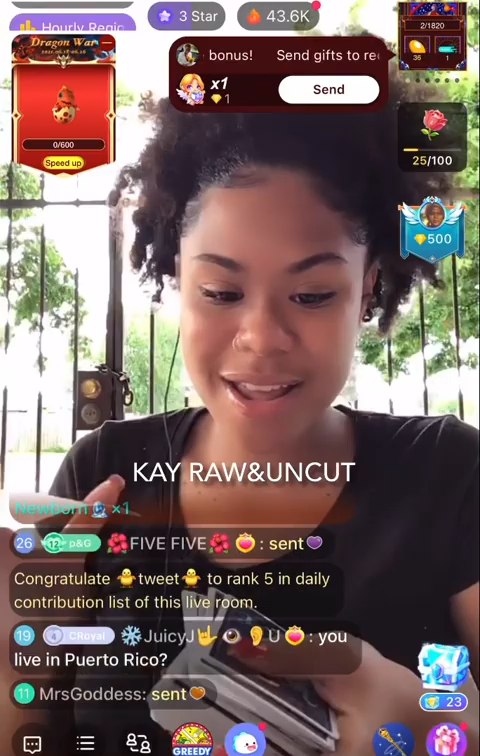 Hourly Regio
3 Star
43.6K
2/1820
36
1
Dragon War
0/600
Speed up
bonus!
Send gifts to re
x1
1
Send
25/100
500
KAY RAW&UNCUT
Newborn ×1
26 p&G FIVE FIVE : sent
Congratulate tweet to rank 5 in daily
contribution list of this live room.
19 CRoyal JuicyJ U : you
live in Puerto Rico?
11 MrsGoddess: sent
23
GREEDY